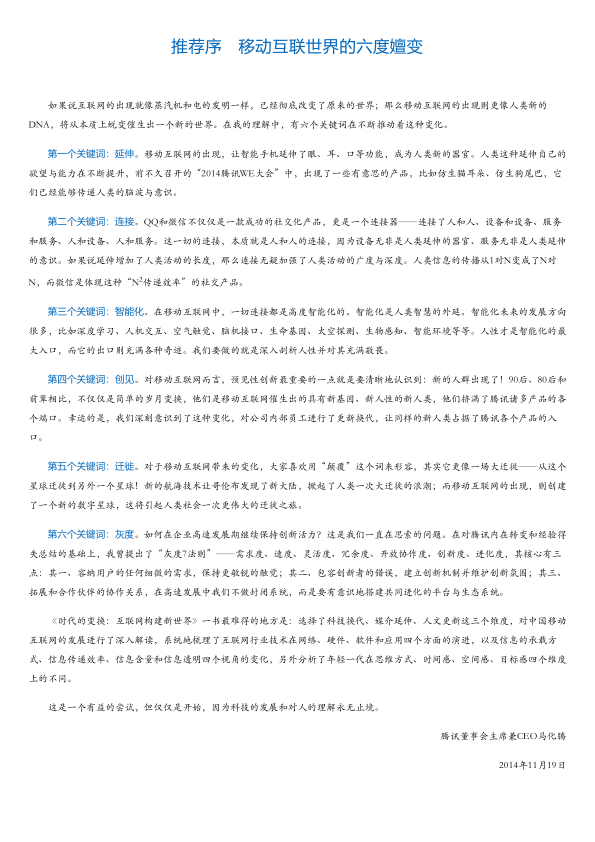 推荐序　移动互联世界的六度嬗变
如果说互联网的出现就像蒸汽机和电的发明一样，已经彻底改变了原来的世界；那么移动互联网的出现则更像人类新的
DNA，将从本质上蜕变催生出一个新的世界。在我的理解中，有六个关键词在不断推动着这种变化。
第一个关键词：延伸。移动互联网的出现，让智能手机延伸了眼、耳、口等功能，成为人类新的器官。人类这种延伸自己的
欲望与能力在不断提升，前不久召开的“2014腾讯WE大会”中，出现了一些有意思的产品，比如仿生猫耳朵、仿生狗尾巴，它
们已经能够传递人类的脑波与意识。
第二个关键词：连接。QQ和微信不仅仅是一款成功的社交化产品，更是一个连接器——连接了人和人、设备和设备、服务
和服务、人和设备、人和服务。这一切的连接，本质就是人和人的连接，因为设备无非是人类延伸的器官、服务无非是人类延伸
的意识。如果说延伸增加了人类活动的长度，那么连接无疑加强了人类活动的广度与深度。人类信息的传播从1对N变成了N对
N，而微信是体现这种“N²传递效率”的社交产品。
第三个关键词：智能化。在移动互联网中，一切连接都是高度智能化的。智能化是人类智慧的外延。智能化未来的发展方向
很多，比如深度学习、人机交互、空气触觉、脑机接口、生命基因、太空探测、生物感知、智能环境等等。人性才是智能化的最
大入口，而它的出口则充满各种奇迹。我们要做的就是深入剖析人性并对其充满敬畏。
第四个关键词：创见。对移动互联网而言，预见性创新最重要的一点就是要清晰地认识到：新的人群出现了！90后、80后和
前辈相比，不仅仅是简单的岁月变换，他们是移动互联网催生出的具有新基因、新人性的新人类，他们挤满了腾讯诸多产品的各
个端口。幸运的是，我们深刻意识到了这种变化，对公司内部员工进行了更新换代，让同样的新人类占据了腾讯各个产品的入
口。
第五个关键词：迁徙。对于移动互联网带来的变化，大家喜欢用“颠覆”这个词来形容，其实它更像一场大迁徙——从这个
星球迁徙到另外一个星球！新的航海技术让哥伦布发现了新大陆，掀起了人类一次大迁徙的浪潮；而移动互联网的出现，则创建
了一个新的数字星球，这将引起人类社会一次更伟大的迁徙之旅。
第六个关键词：灰度。如何在企业高速发展期继续保持创新活力？这是我们一直在思索的问题。在对腾讯内在转变和经验得
失总结的基础上，我曾提出了“灰度7法则”——需求度、速度、灵活度、冗余度、开放协作度、创新度、进化度，其核心有三
点：其一、容纳用户的任何细微的需求，保持更敏锐的触觉；其二、包容创新者的错误，建立创新机制并维护创新氛围；其三、
拓展和合作伙伴的协作关系，在高速发展中我们不做封闭系统，而是要有意识地搭建共同进化的平台与生态系统。
《时代的变换：互联网构建新世界》一书最难得的地方是：选择了科技换代、媒介延伸、人文更新这三个维度，对中国移动
互联网的发展进行了深入解读，系统地梳理了互联网行业技术在网络、硬件、软件和应用四个方面的演进，以及信息的承载方
式、信息传递效率、信息含量和信息透明四个视角的变化，另外分析了年轻一代在思维方式、时间感、空间感、目标感四个维度
上的不同。
这是一个有益的尝试，但仅仅是开始，因为科技的发展和对人的理解永无止境。
腾讯董事会主席兼CEO马化腾
2014年11月19日